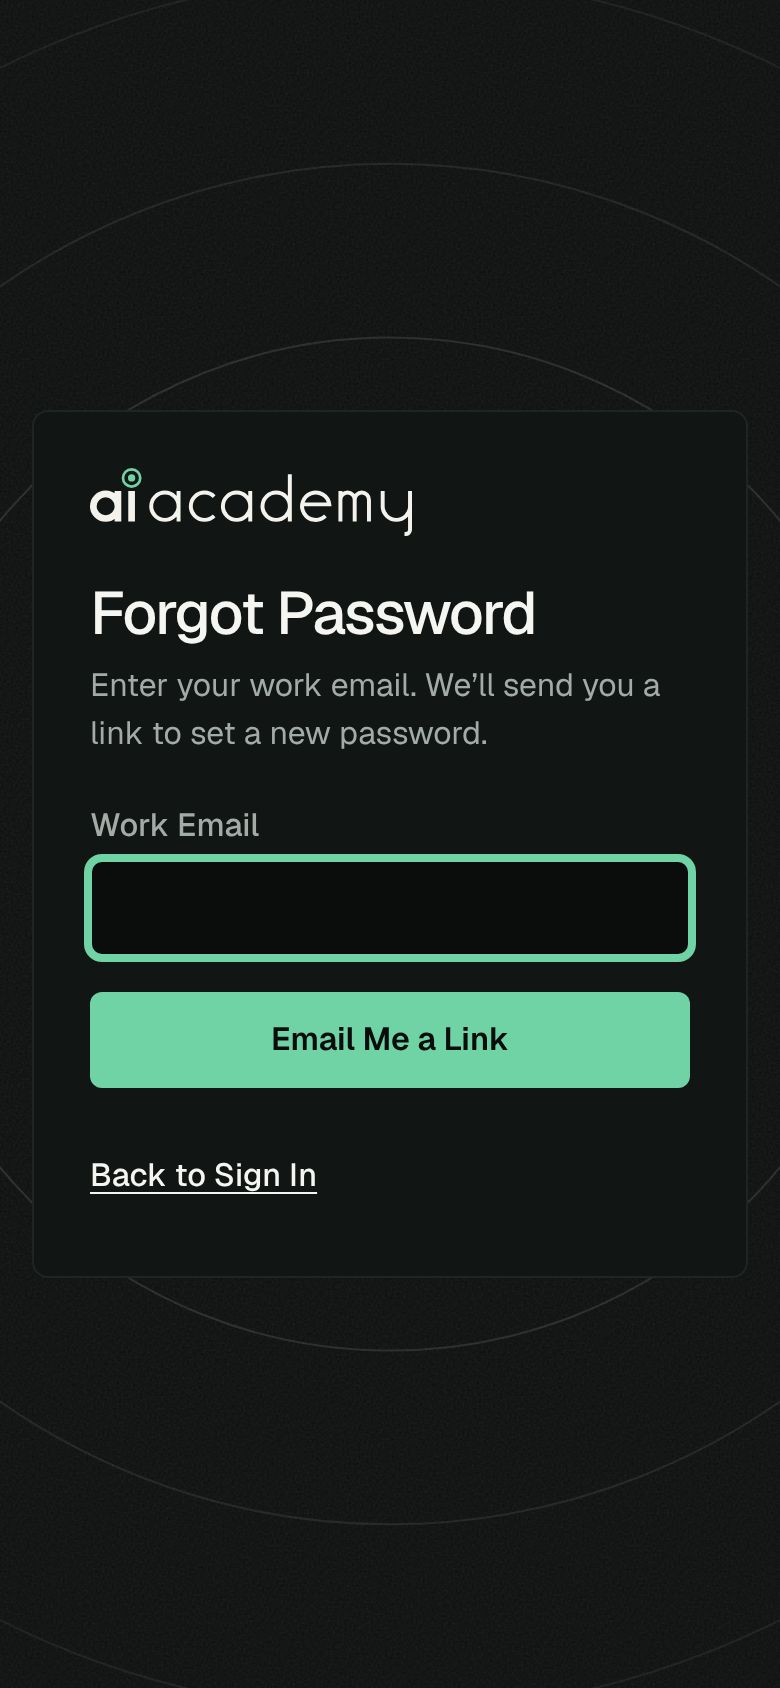 ai academy
Forgot Password
Enter your work email. We’ll send you a
link to set a new password.
Work Email
Email Me a Link
Back to Sign In